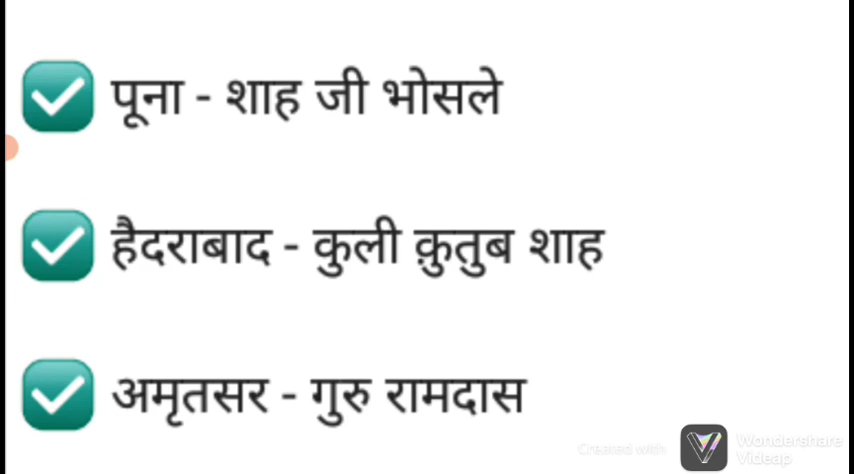 पूना - शाह जी भोसले
हैदराबाद - कुली क़ुतुब शाह
अमृतसर - गुरु रामदास
Created with Wondershare
Videap